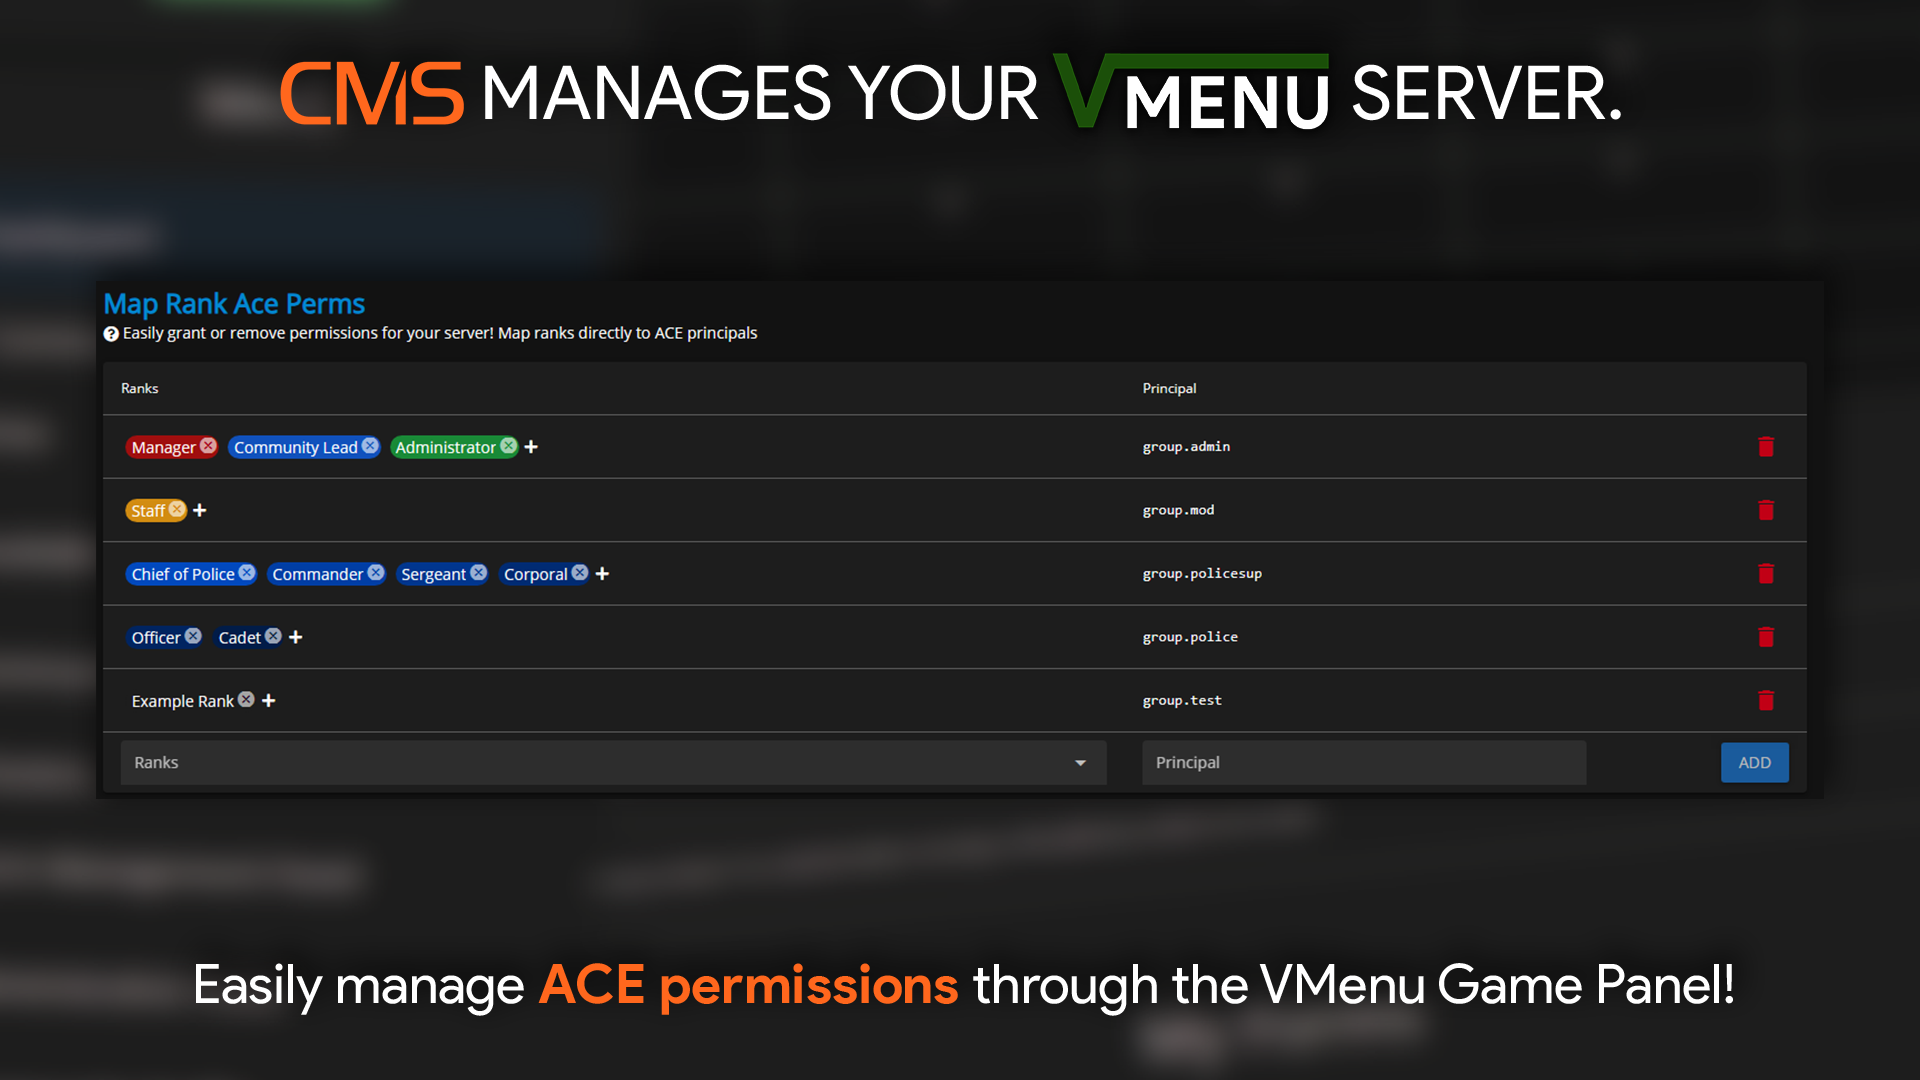 CMS MANAGES YOUR VMENU SERVER.
Map Rank Ace Perms
Easily grant or remove permissions for your server! Map ranks directly to ACE principals
Ranks Principal
Manager Community Lead Administrator group.admin
Staff group.mod
Chief of Police Commander Sergeant Corporal group.policesup
Officer Cadet group.police
Example Rank group.test
Ranks Principal ADD
Easily manage ACE permissions through the VMenu Game Panel!